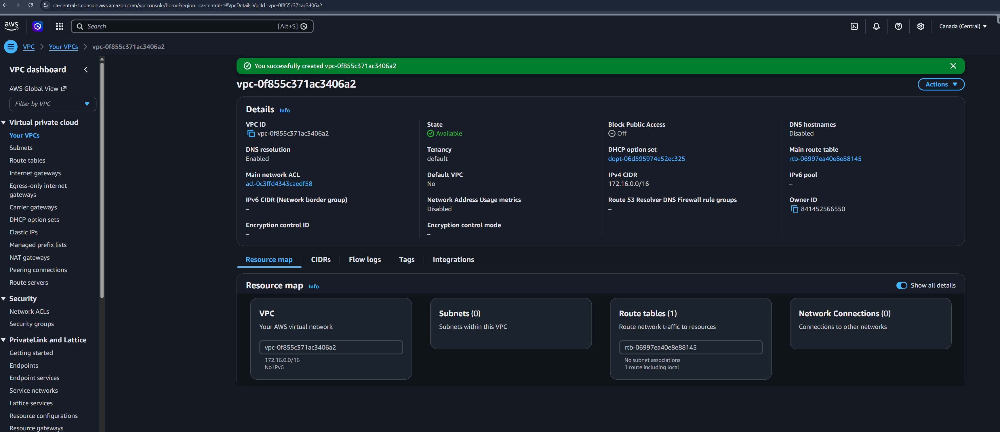 ca-central-1.console.aws.amazon.com/vpcconsole/home?region=ca-central-1#VpcDetails:VpcId=vpc-0f855c371ac3406a2
aws
Search
[Alt+S]
Canada (Central)
VPC
Your VPCs
vpc-0f855c371ac3406a2
VPC dashboard
AWS Global View
Filter by VPC
Virtual private cloud
Your VPCs
Subnets
Route tables
Internet gateways
Egress-only internet
gateways
Carrier gateways
DHCP option sets
Elastic IPs
Managed prefix lists
NAT gateways
Peering connections
Route servers
Security
Network ACLs
Security groups
PrivateLink and Lattice
Getting started
Endpoints
Endpoint services
Service networks
Lattice services
Resource configurations
Resource gateways
You successfully created vpc-0f855c371ac3406a2
vpc-0f855c371ac3406a2
Actions
Details Info
VPC ID
vpc-0f855c371ac3406a2
State
Available
Block Public Access
Off
DNS hostnames
Disabled
DNS resolution
Enabled
Tenancy
default
DHCP option set
dopt-06d595974e52ec325
Main route table
rtb-06997ea40e8e88145
Main network ACL
acl-0c3ffd4343caedf58
Default VPC
No
IPv4 CIDR
172.16.0.0/16
IPv6 pool
–
IPv6 CIDR (Network border group)
–
Network Address Usage metrics
Disabled
Route 53 Resolver DNS Firewall rule groups
–
Owner ID
841452566550
Encryption control ID
–
Encryption control mode
–
Resource map
CIDRs
Flow logs
Tags
Integrations
Resource map Info
Show all details
VPC
Your AWS virtual network
vpc-0f855c371ac3406a2
172.16.0.0/16
No IPv6
Subnets (0)
Subnets within this VPC
Route tables (1)
Route network traffic to resources
rtb-06997ea40e8e88145
No subnet associations
1 route including local
Network Connections (0)
Connections to other networks